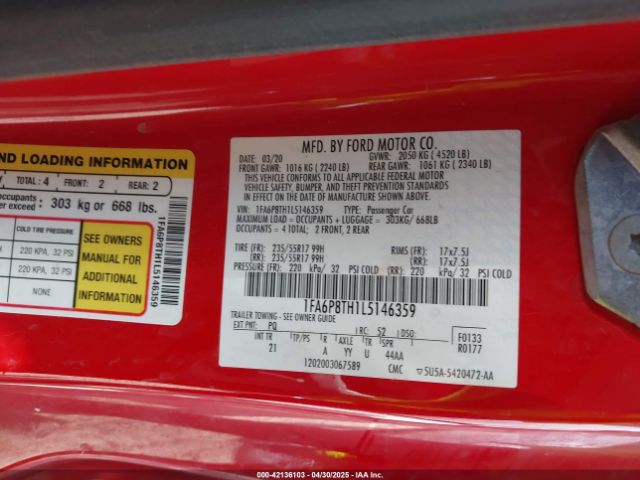 ND LOADING INFORMATION
TOTAL: 4 FRONT: 2 REAR: 2
occupants
er exceed: 303 kg or 668 lbs.
COLD TIRE PRESSURE
220 KPA, 32 PSI
220 KPA, 32 PSI
NONE
SEE OWNERS
MANUAL FOR
ADDITIONAL
INFORMATION
1FA6P8TH1L5146359
MFD. BY FORD MOTOR CO.
DATE: 03/20 GVWR: 2050 KG ( 4520 LB)
FRONT GAWR: 1016 KG ( 2240 LB) REAR GAWR: 1061 KG ( 2340 LB)
THIS VEHICLE CONFORMS TO ALL APPLICABLE FEDERAL MOTOR
VEHICLE SAFETY, BUMPER, AND THEFT PREVENTION STANDARDS IN
EFFECT ON THE DATE OF MANUFACTURE SHOWN ABOVE.
VIN: 1FA6P8TH1L5146359 TYPE: Passenger Car
MAXIMUM LOAD = OCCUPANTS + LUGGAGE = 303KG/ 668LB
OCCUPANTS: 4 TOTAL; 2 FRONT, 2 REAR
TIRE (FR): 235/55R17 99H RIMS(FR): 17x7.5J
(RR): 235/55R17 99H (RR): 17x7.5J
PRESSURE(FR): 220 kPa/ 32 PSI COLD (RR): 220 kPa/ 32 PSI COLD
1FA6P8TH1L5146359
TRAILER TOWING - SEE OWNER GUIDE
EXT PNT: PQ RC: 52 DSO: F0133
INT TR TP/PS R AXLE TR SPR R0177
21 A YY U 44AA
1202003067589 CMC 5U5A-5420472-AA
000-42136103 - 04/30/2025 - IAA Holdings, LLC.